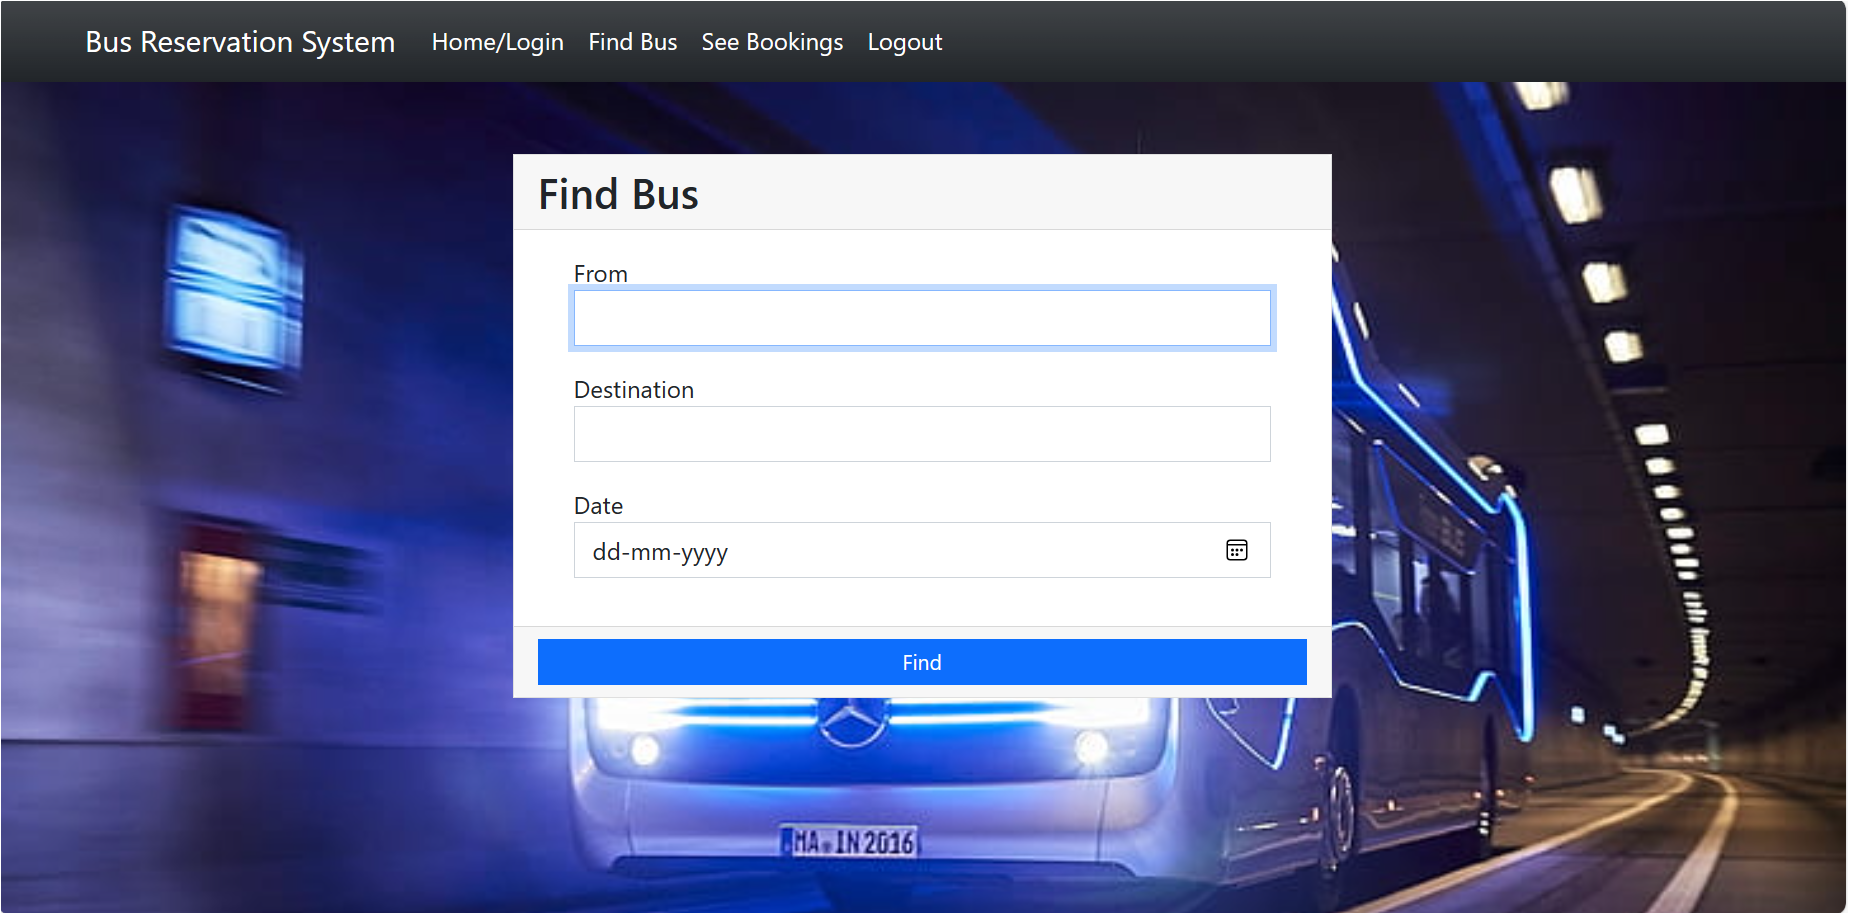 Bus Reservation System Home/Login Find Bus See Bookings Logout
Find Bus
From
Destination
Date
dd-mm-yyyy
Find
BUS
MA IN 2016